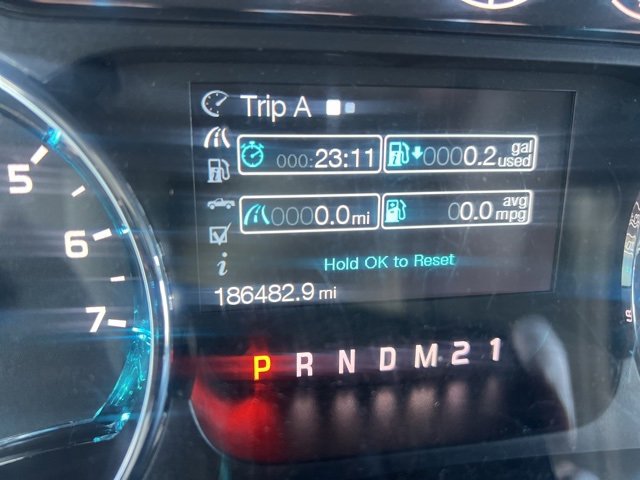 Trip A
000:23:11
0000.2 gal used
0000.0 mi
00.0 avg mpg
Hold OK to Reset
186482.9 mi
5
6
7
P R N D M 2 1